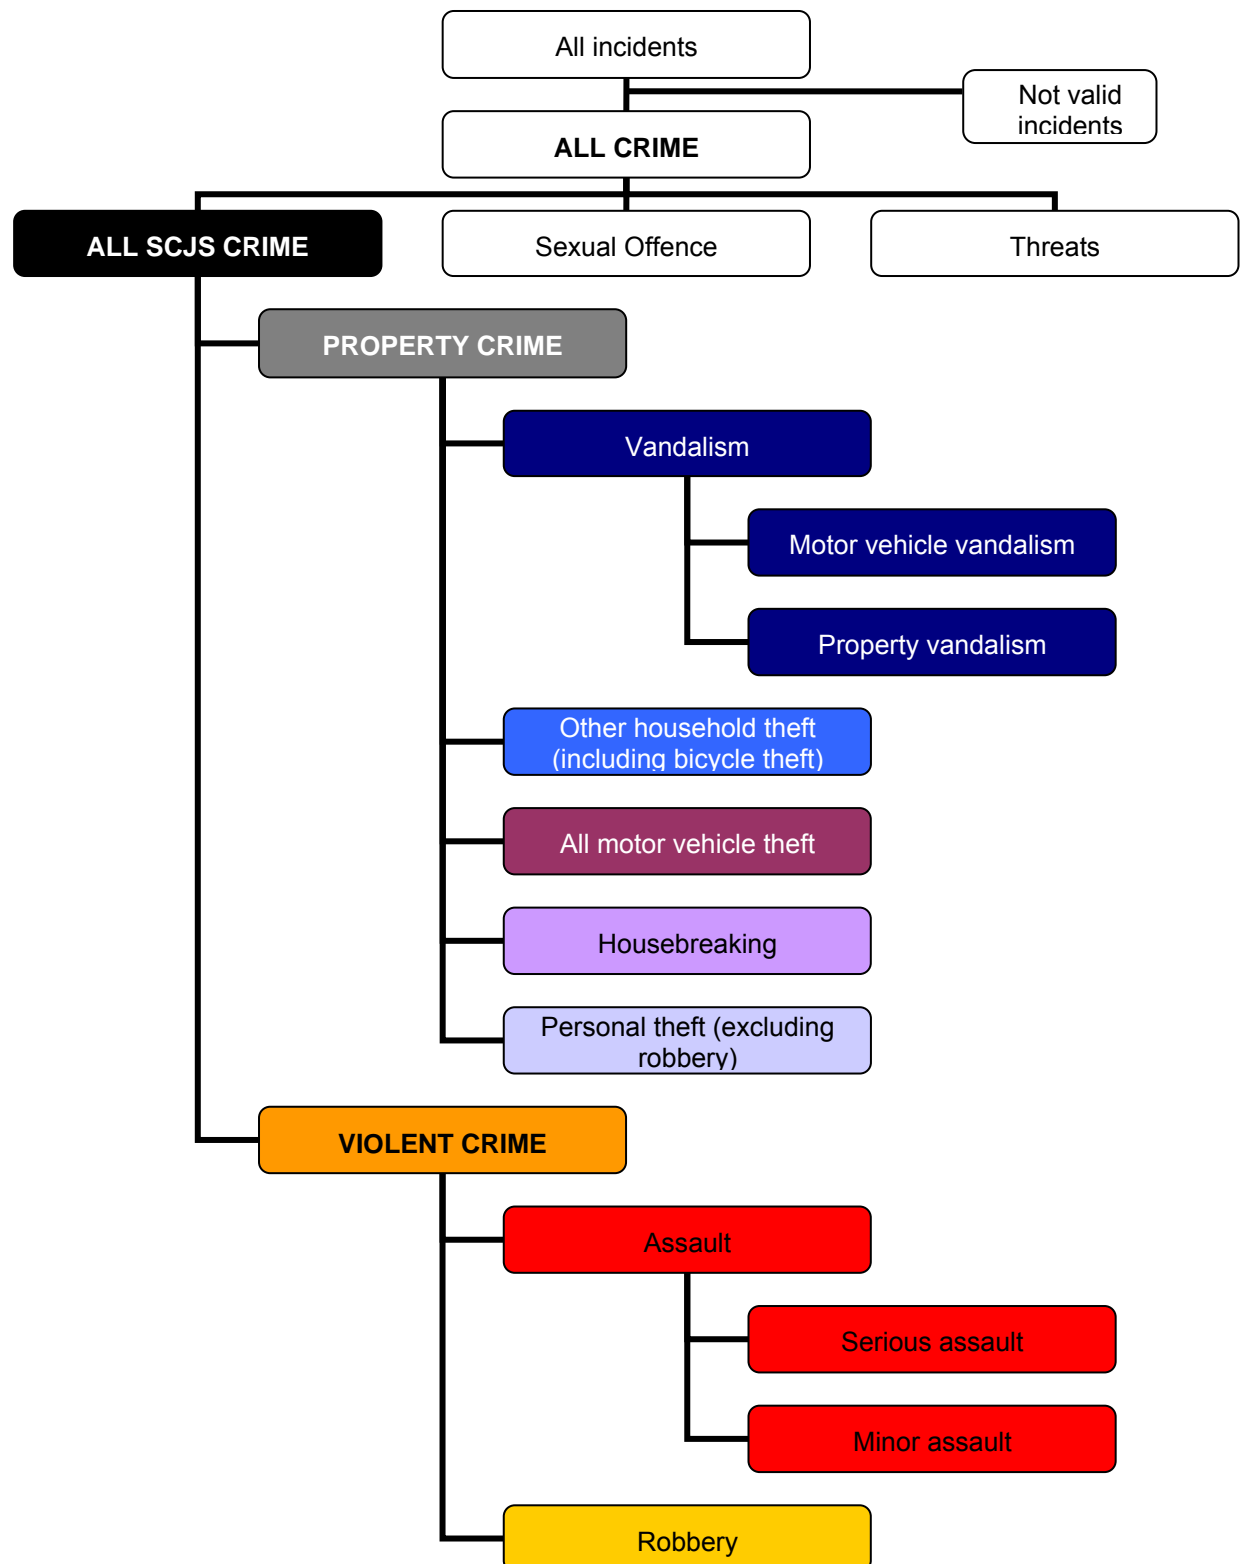 All incidents
Not valid
incidents
ALL CRIME
ALL SCJS CRIME
Sexual Offence
Threats
PROPERTY CRIME
Vandalism
Motor vehicle vandalism
Property vandalism
Other household theft
(including bicycle theft)
All motor vehicle theft
Housebreaking
Personal theft (excluding
robbery)
VIOLENT CRIME
Assault
Serious assault
Minor assault
Robbery